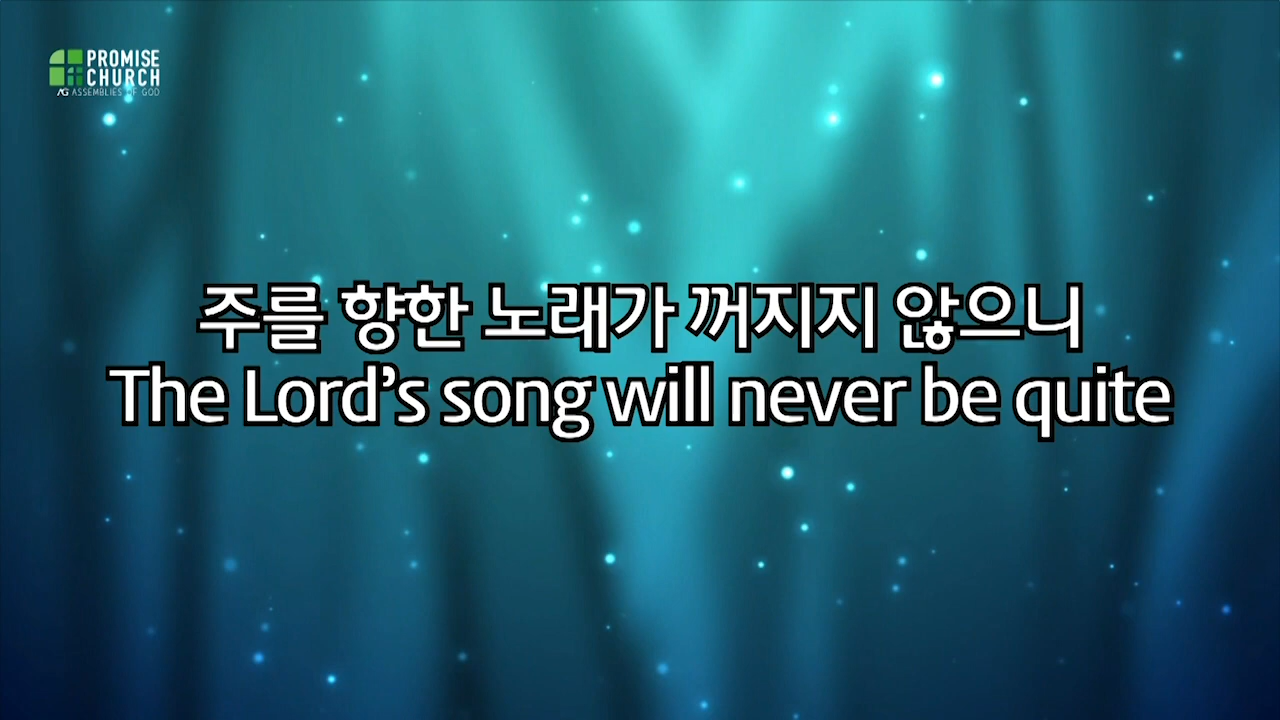 PROMISE
CHURCH
AG ASSEMBLIES OF GOD
주를 향한 노래가 꺼지지 않으니
The Lord’s song will never be quite